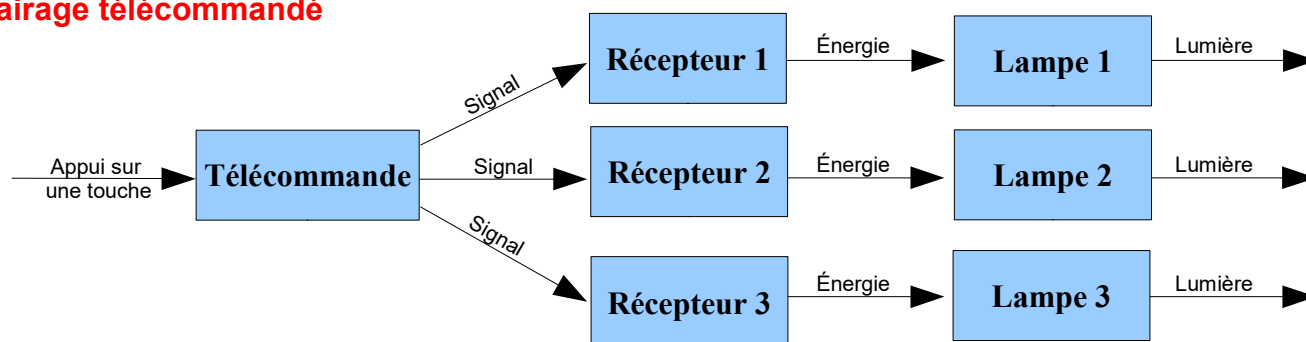 airage télécommandé
Récepteur 1
Énergie
Lampe 1
Lumière
Signal
Appui sur
une touche
Télécommande
Signal
Récepteur 2
Énergie
Lampe 2
Lumière
Signal
Récepteur 3
Énergie
Lampe 3
Lumière